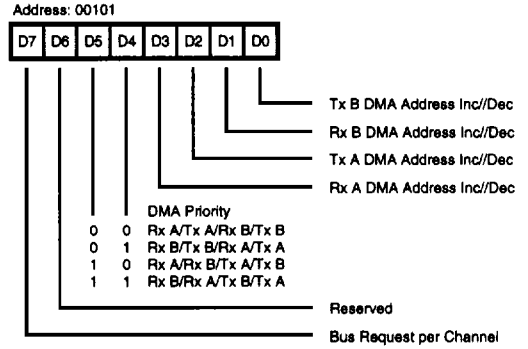 Address: 00101
D7 D6 D5 D4 D3 D2 D1 D0
Tx B DMA Address Inc//Dec
Rx B DMA Address Inc//Dec
Tx A DMA Address Inc//Dec
Rx A DMA Address Inc//Dec
DMA Priority
0 0 Rx A/Tx A/Rx B/Tx B
0 1 Rx B/Tx B/Rx A/Tx A
1 0 Rx A/Rx B/Tx A/Tx B
1 1 Rx B/Rx A/Tx B/Tx A
Reserved
Bus Request per Channel